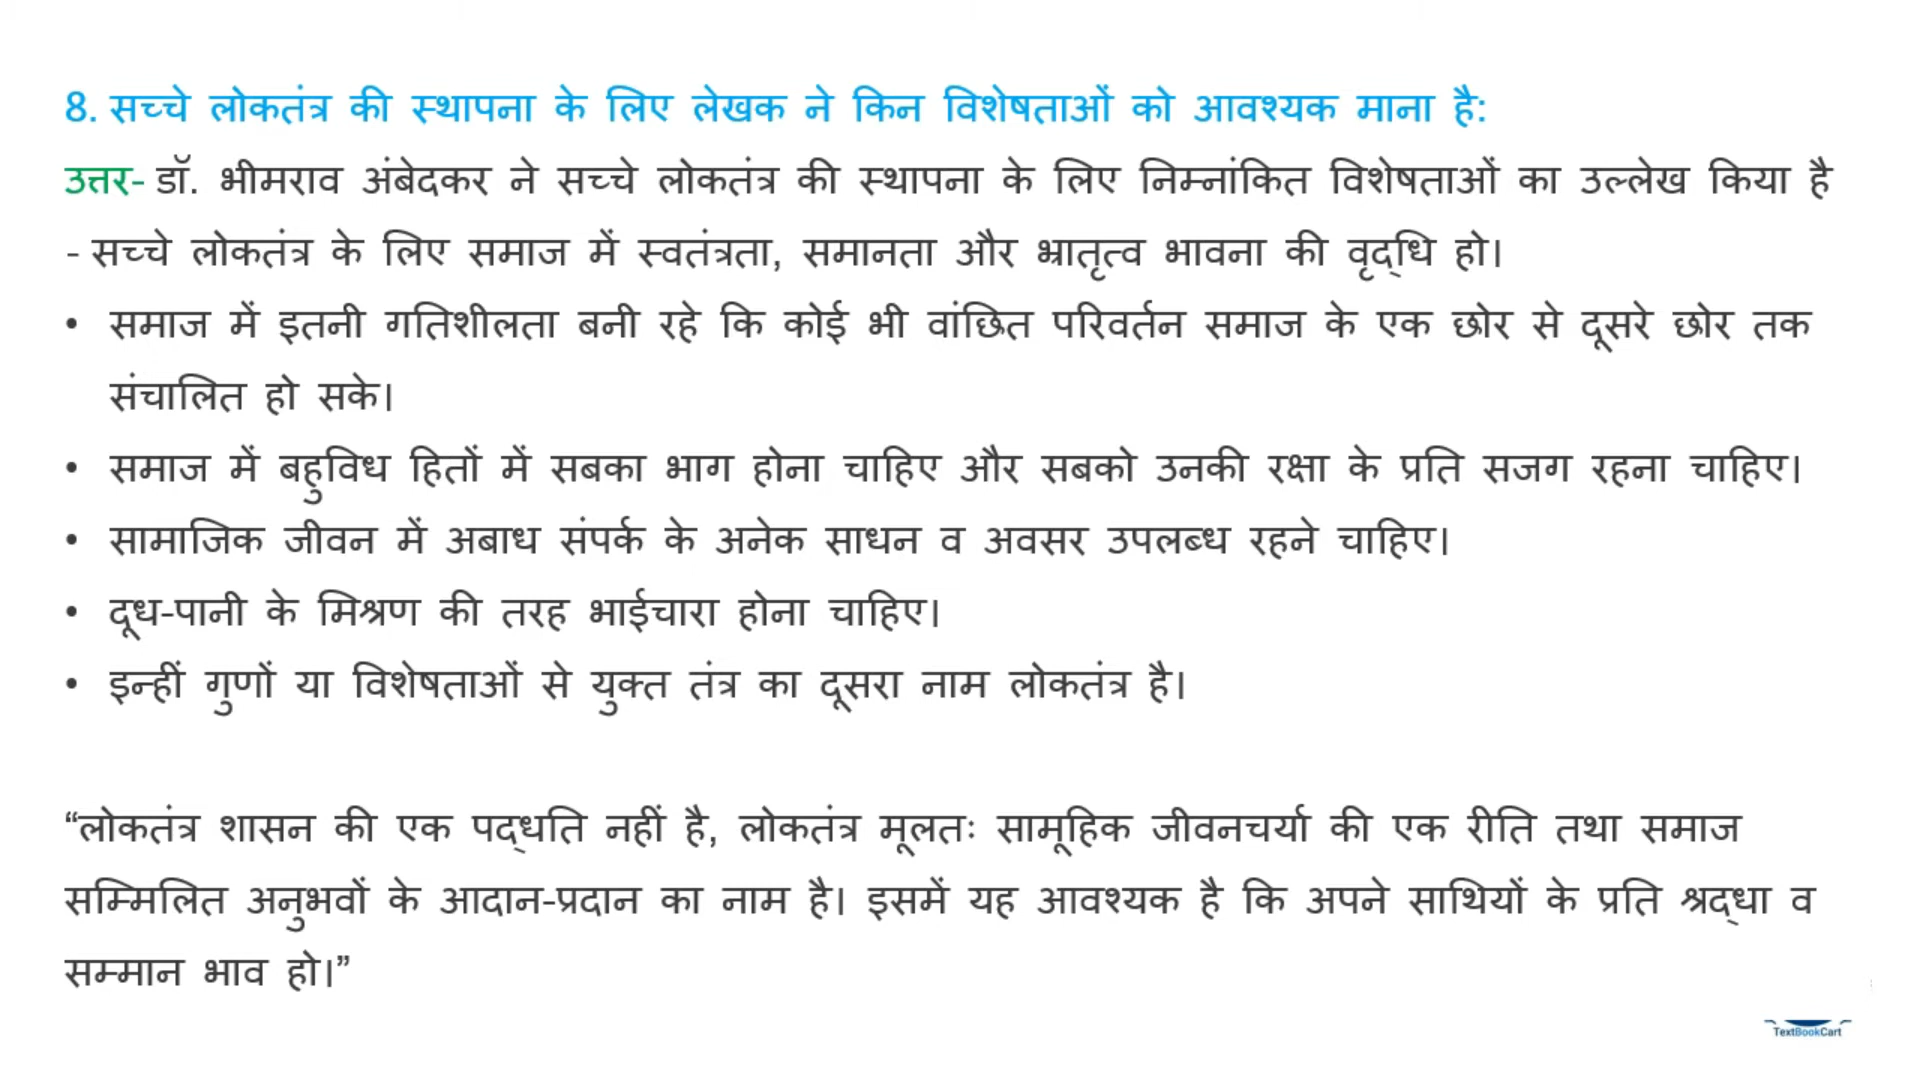 8. सच्चे लोकतंत्र की स्थापना के लिए लेखक ने किन विशेषताओं को आवश्यक माना है:
उत्तर- डॉ. भीमराव अंबेदकर ने सच्चे लोकतंत्र की स्थापना के लिए निम्नांकित विशेषताओं का उल्लेख किया है
- सच्चे लोकतंत्र के लिए समाज में स्वतंत्रता, समानता और भ्रातृत्व भावना की वृद्धि हो।
• समाज में इतनी गतिशीलता बनी रहे कि कोई भी वांछित परिवर्तन समाज के एक छोर से दूसरे छोर तक
संचालित हो सके।
• समाज में बहुविध हितों में सबका भाग होना चाहिए और सबको उनकी रक्षा के प्रति सजग रहना चाहिए।
• सामाजिक जीवन में अबाध संपर्क के अनेक साधन व अवसर उपलब्ध रहने चाहिए।
• दूध-पानी के मिश्रण की तरह भाईचारा होना चाहिए।
• इन्हीं गुणों या विशेषताओं से युक्त तंत्र का दूसरा नाम लोकतंत्र है।
“लोकतंत्र शासन की एक पद्धति नहीं है, लोकतंत्र मूलतः सामूहिक जीवनचर्या की एक रीति तथा समाज
सम्मिलित अनुभवों के आदान-प्रदान का नाम है। इसमें यह आवश्यक है कि अपने साथियों के प्रति श्रद्धा व
सम्मान भाव हो।”
TextBookCart